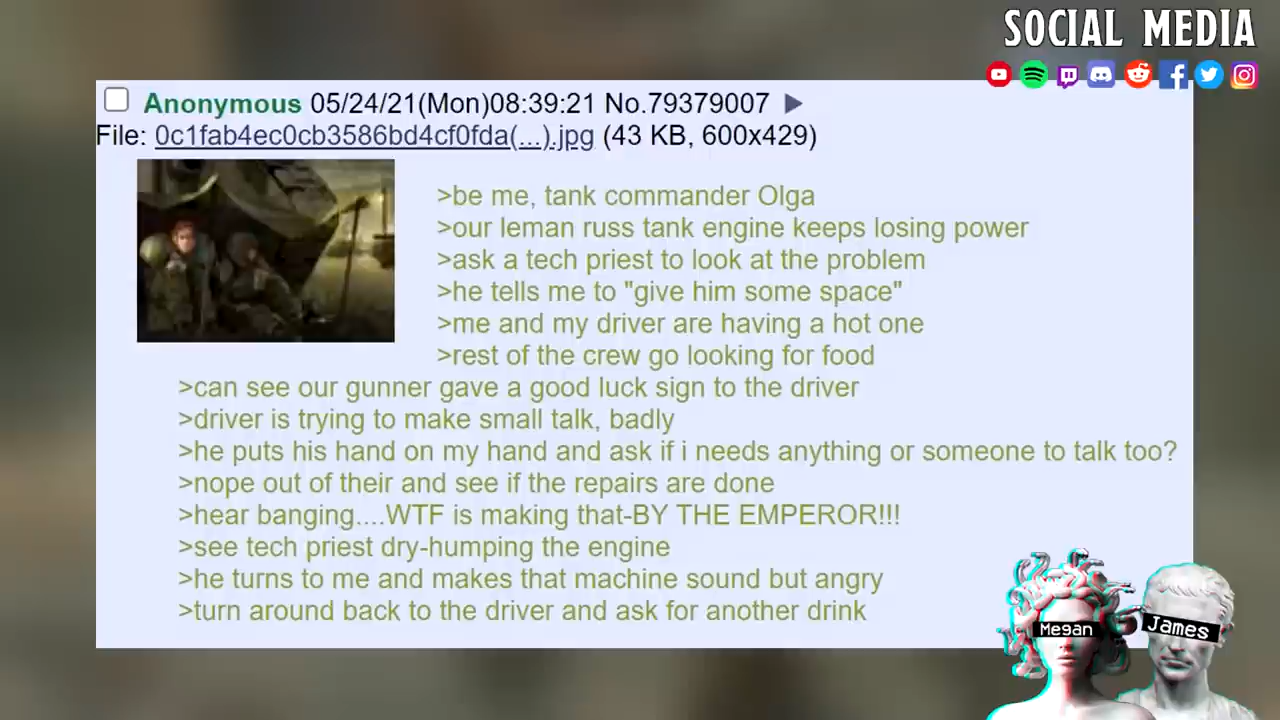 SOCIAL MEDIA
Anonymous 05/24/21(Mon)08:39:21 No.79379007
File: 0c1fab4ec0cb3586bd4cf0fda(...).jpg (43 KB, 600x429)
>be me, tank commander Olga
>our leman russ tank engine keeps losing power
>ask a tech priest to look at the problem
>he tells me to "give him some space"
>me and my driver are having a hot one
>rest of the crew go looking for food
>can see our gunner gave a good luck sign to the driver
>driver is trying to make small talk, badly
>he puts his hand on my hand and ask if i needs anything or someone to talk too?
>nope out of their and see if the repairs are done
>hear banging....WTF is making that-BY THE EMPEROR!!!
>see tech priest dry-humping the engine
>he turns to me and makes that machine sound but angry
>turn around back to the driver and ask for another drink
Megan
James